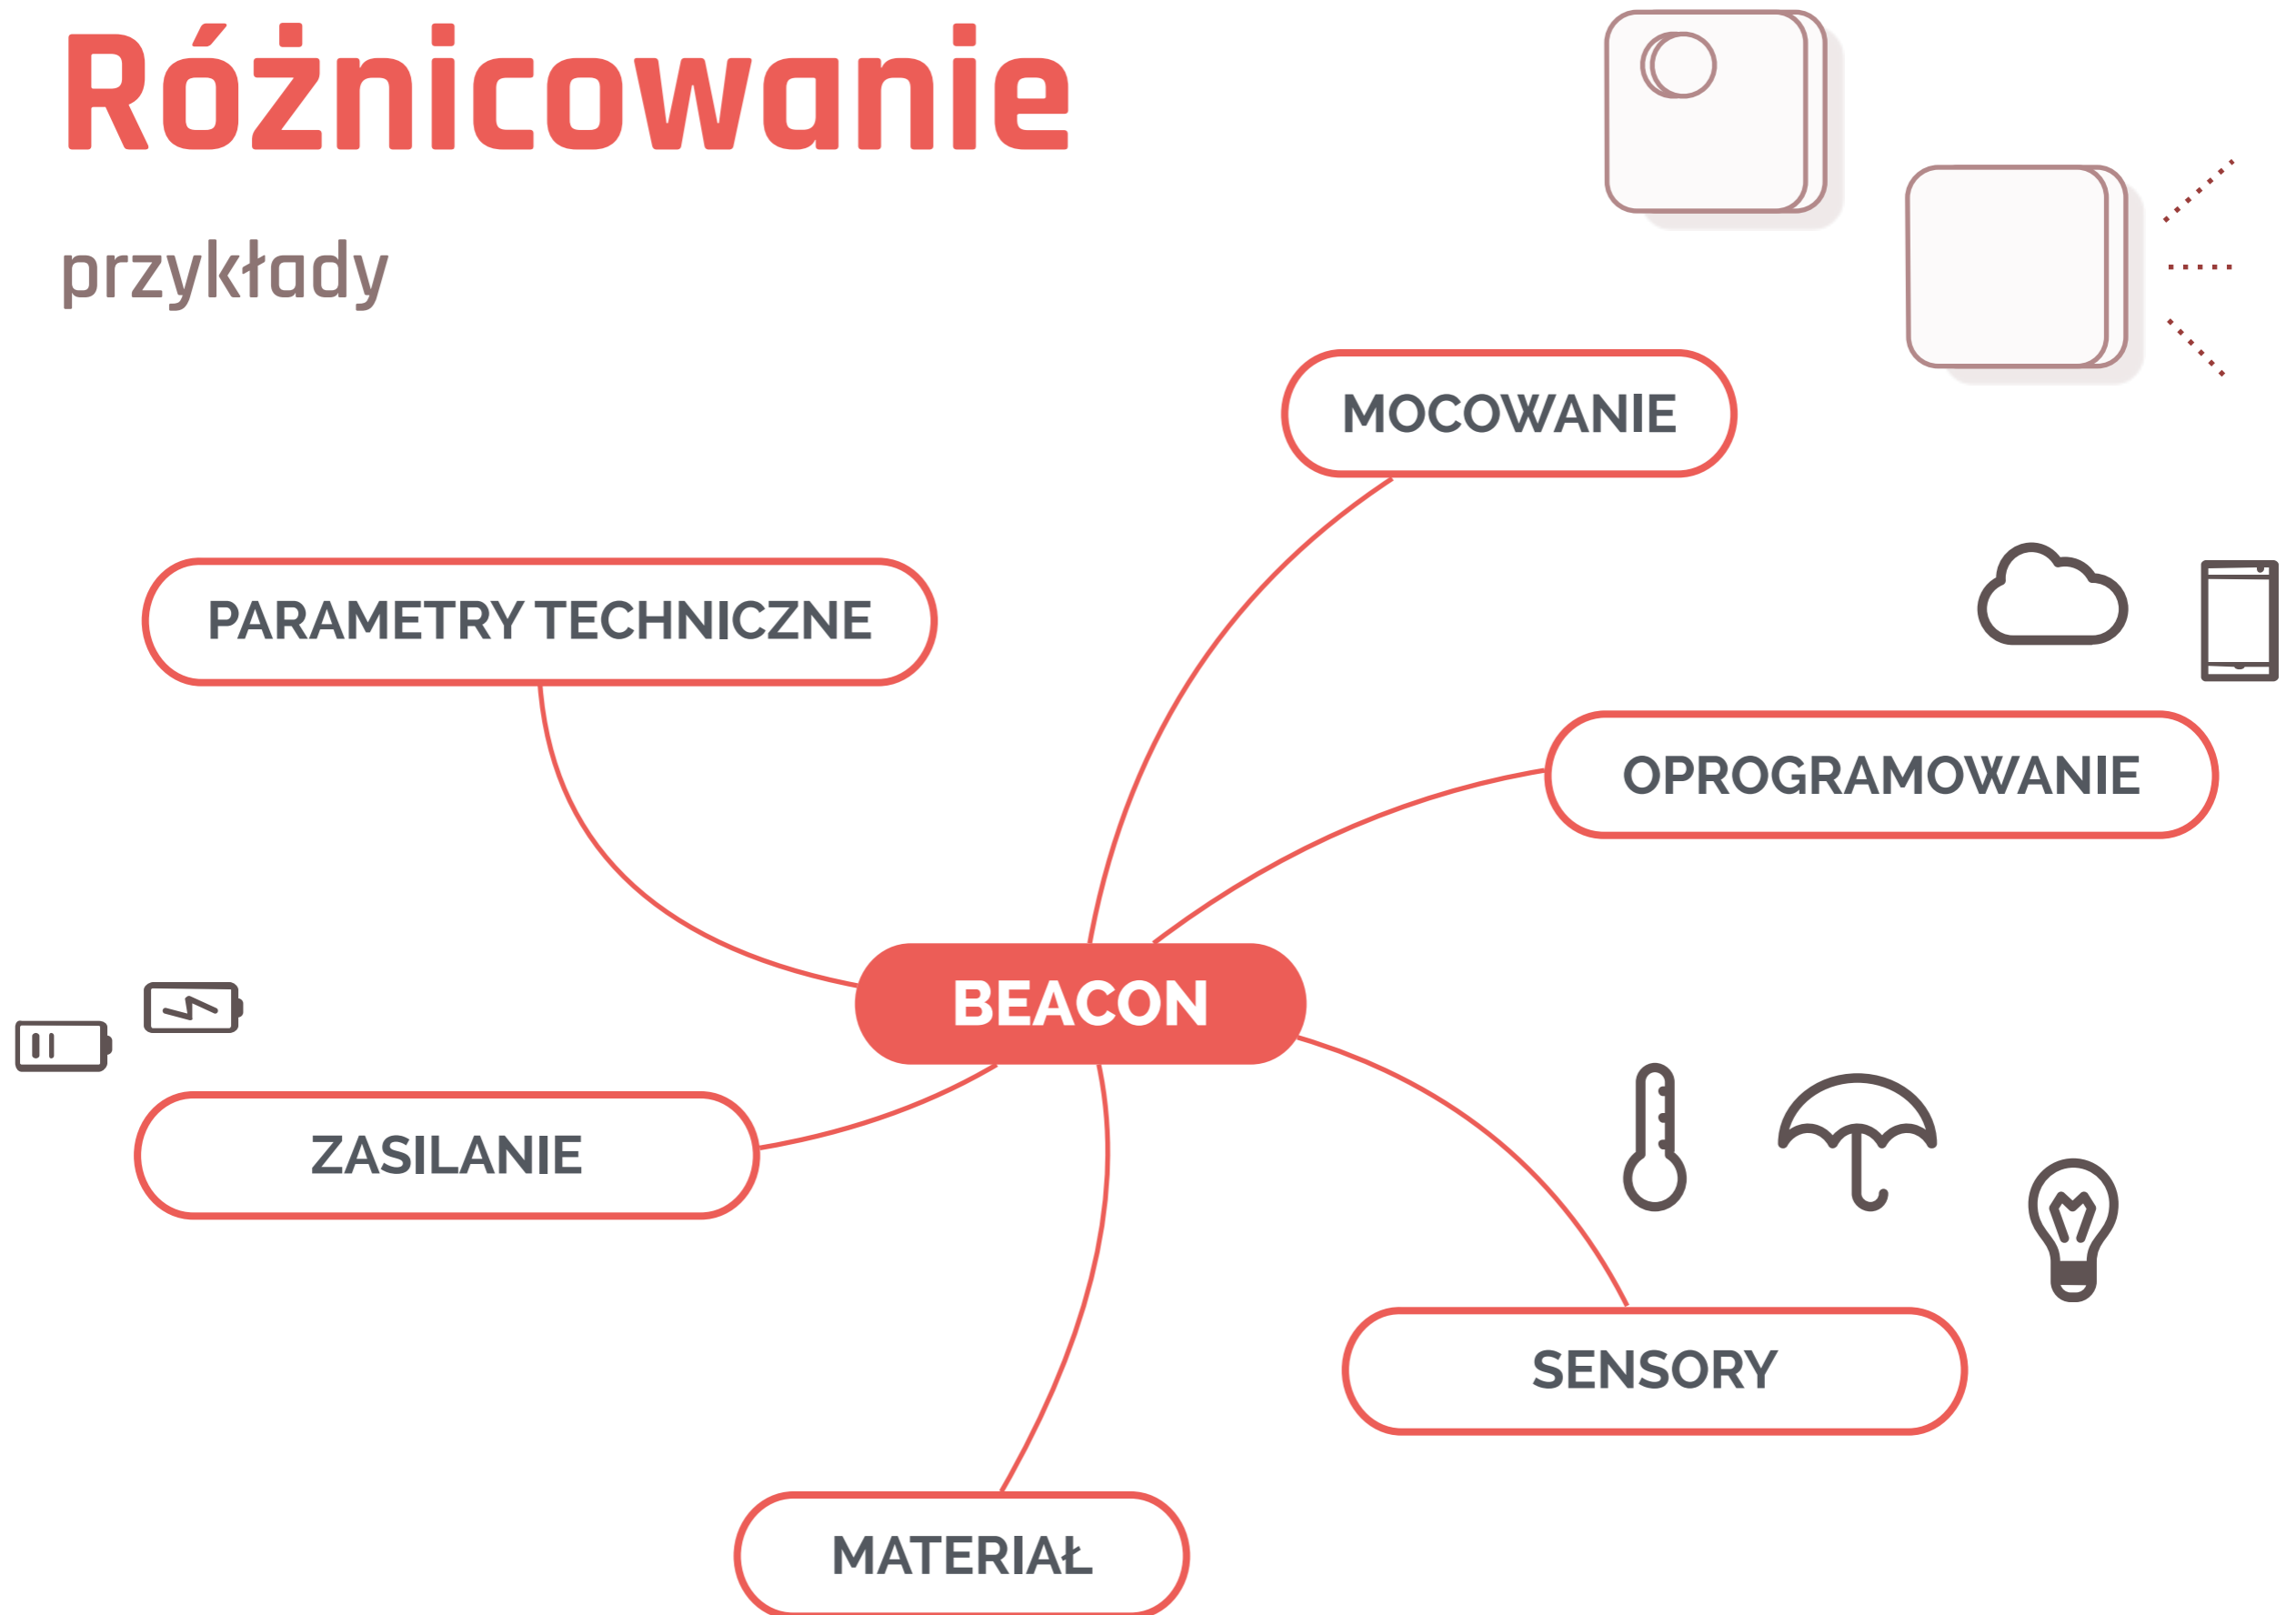 Różnicowanie
przykłady
MOCOWANIE
PARAMETRY TECHNICZNE
OPROGRAMOWANIE
BEACON
ZASILANIE
SENSORY
MATERIAŁ